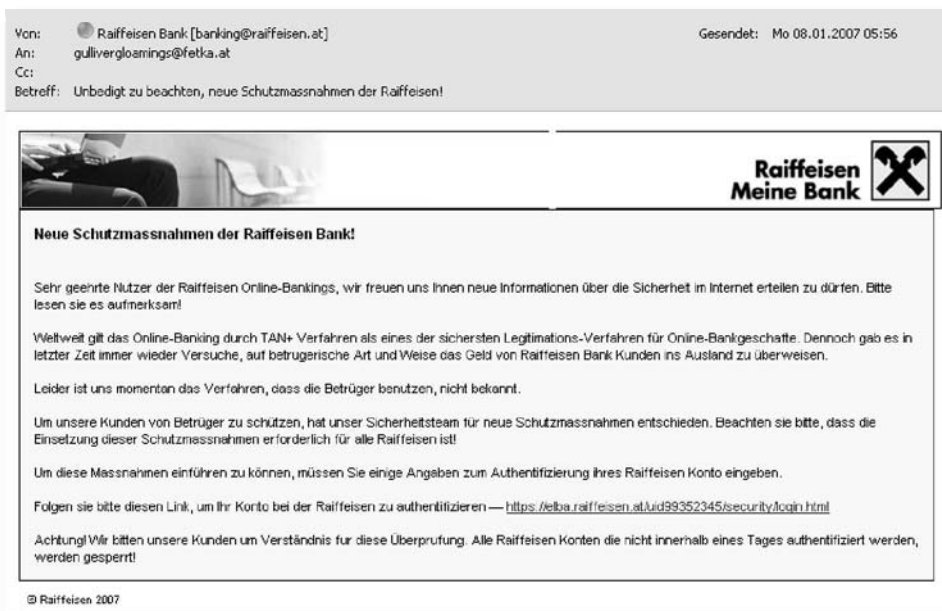 Von: Raiffeisen Bank [banking@raiffeisen.at] Gesendet: Mo 08.01.2007 05:56
An: gullivergloamings@fetka.at
Cc:
Betreff: Unbedigt zu beachten, neue Schutzmassnahmen der Raiffeisen!
Raiffeisen
Meine Bank
Neue Schutzmassnahmen der Raiffeisen Bank!
Sehr geehrte Nutzer der Raiffeisen Online-Bankings, wir freuen uns Ihnen neue Informationen über die Sicherheit im Internet erteilen zu dürfen. Bitte
lesen sie es aufmerksam!
Weltweit gilt das Online-Banking durch TAN+ Verfahren als eines der sichersten Legitimations-Verfahren für Online-Bankgeschafte. Dennoch gab es in
letzter Zeit immer wieder Versuche, auf betrugerische Art und Weise das Geld von Raiffeisen Bank Kunden ins Ausland zu überweisen.
Leider ist uns momentan das Verfahren, dass die Betrüger benutzen, nicht bekannt.
Um unsere Kunden von Betrüger zu schützen, hat unser Sicherheitsteam für neue Schutzmassnahmen entschieden. Beachten sie bitte, dass die
Einsetzung dieser Schutzmassnahmen erforderlich für alle Raiffeisen ist!
Um diese Massnahmen einführen zu können, müssen Sie einige Angaben zum Authentifizierung ihres Raiffeisen Konto eingeben.
Folgen sie bitte diesen Link, um Ihr Konto bei der Raiffeisen zu authentifizieren — https://elba.raiffeisen.at/uid99352345/security/login.html
Achtung! Wir bitten unsere Kunden um Verständnis fur diese Überprufung. Alle Raiffeisen Konten die nicht innerhalb eines Tages authentifiziert werden,
werden gesperrt!
© Raiffeisen 2007